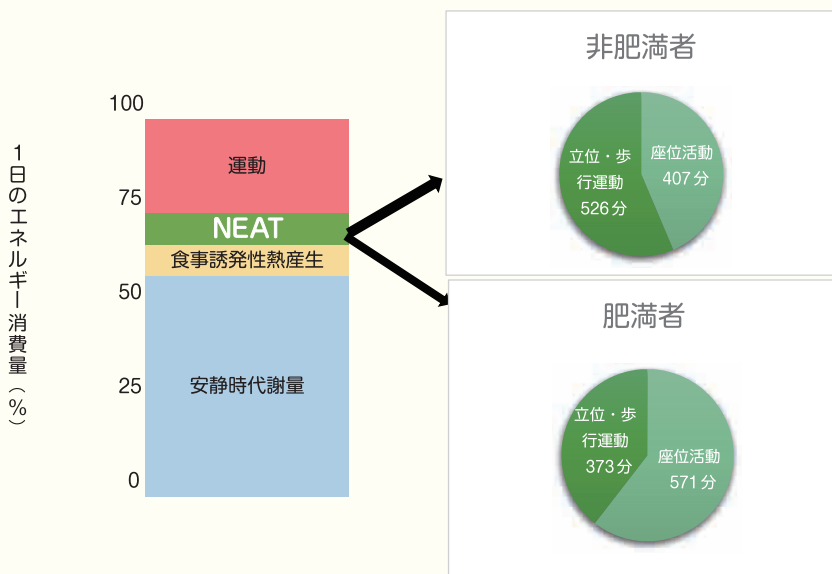 1日のエネルギー消費量(%)
100
75
50
25
0
運動
NEAT
食事誘発性熱産生
安静時代謝量
非肥満者
立位・歩
行運動
526分
座位活動
407分
肥満者
立位・歩
行運動
373分
座位活動
571分